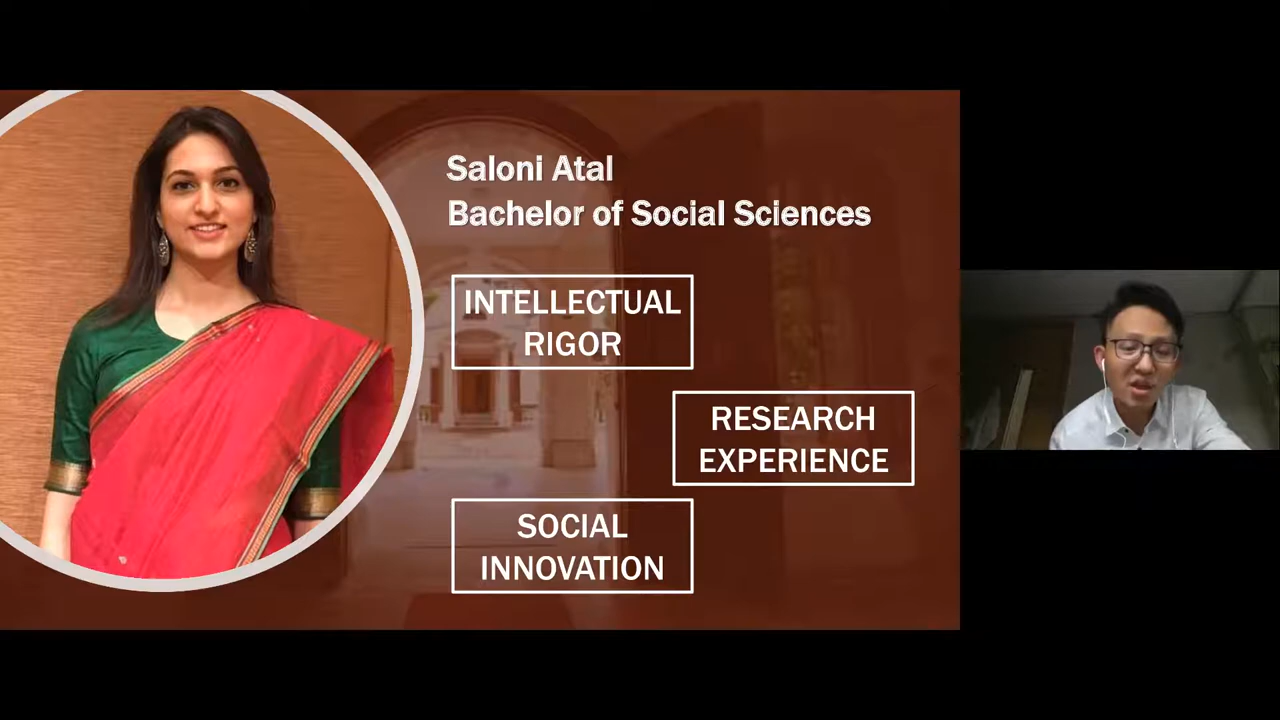 Saloni Atal
Bachelor of Social Sciences
INTELLECTUAL
RIGOR
RESEARCH
EXPERIENCE
SOCIAL
INNOVATION